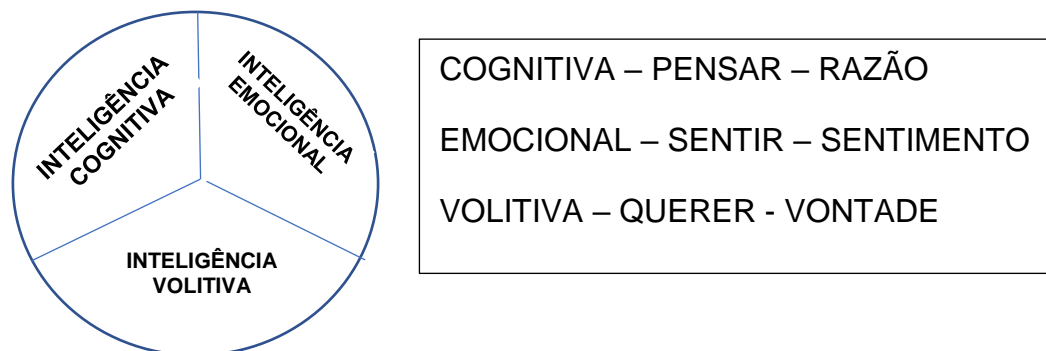 INTELIGÊNCIA
COGNITIVA
INTELIGÊNCIA
EMOCIONAL
INTELIGÊNCIA
VOLITIVA
COGNITIVA – PENSAR – RAZÃO
EMOCIONAL – SENTIR – SENTIMENTO
VOLITIVA – QUERER - VONTADE